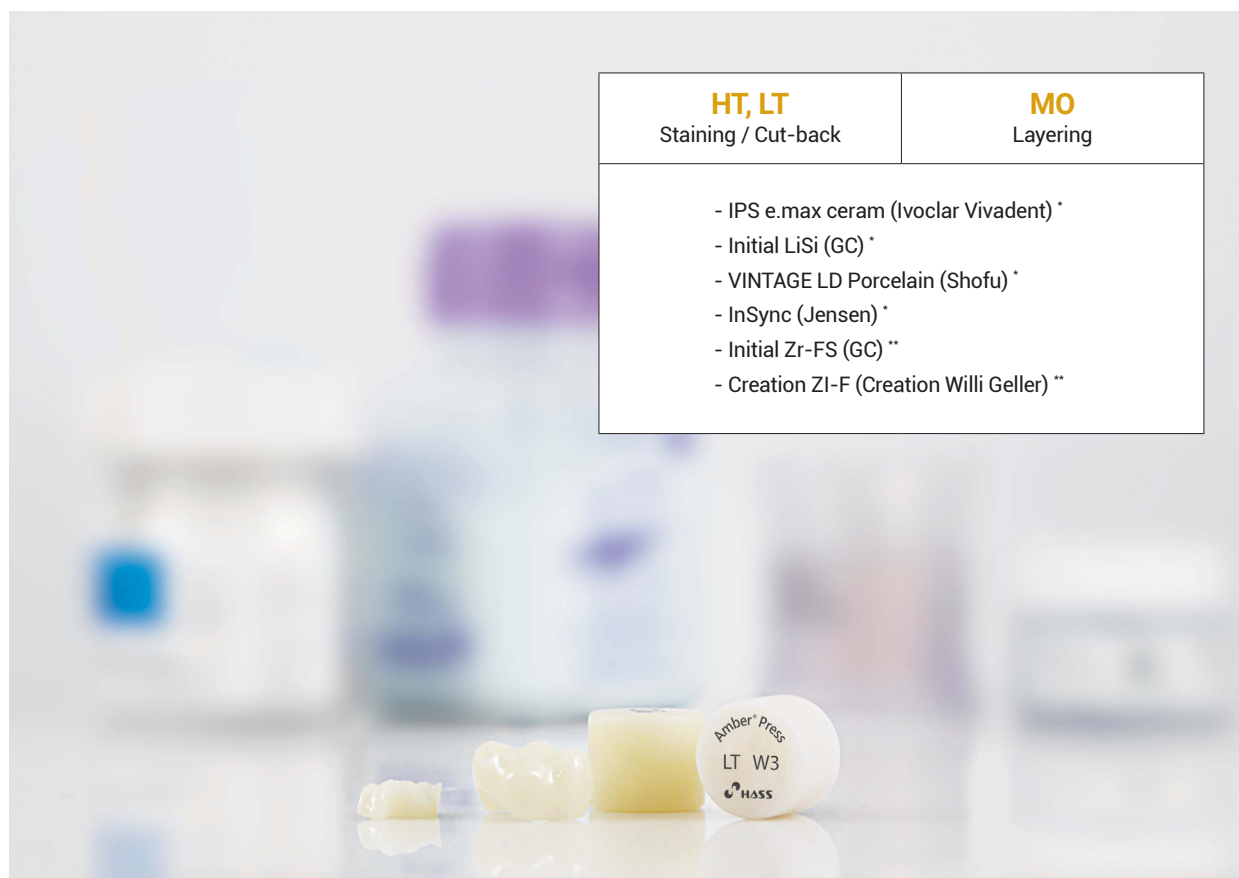 HT, LT
Staining / Cut-back
MO
Layering
- IPS e.max ceram (Ivoclar Vivadent) *
- Initial LiSi (GC) *
- VINTAGE LD Porcelain (Shofu) *
- InSync (Jensen) *
- Initial Zr-FS (GC) **
- Creation ZI-F (Creation Willi Geller) **
Amber® Press
LT W3
HASS